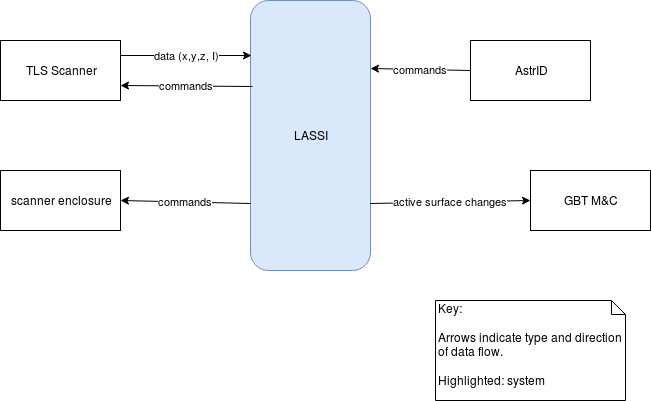 TLS Scanner
data (x,y,z, I)
commands
LASSI
commands
AstrID
scanner enclosure
commands
active surface changes
GBT M&C
Key:
Arrows indicate type and direction
of data flow.
Highlighted: system